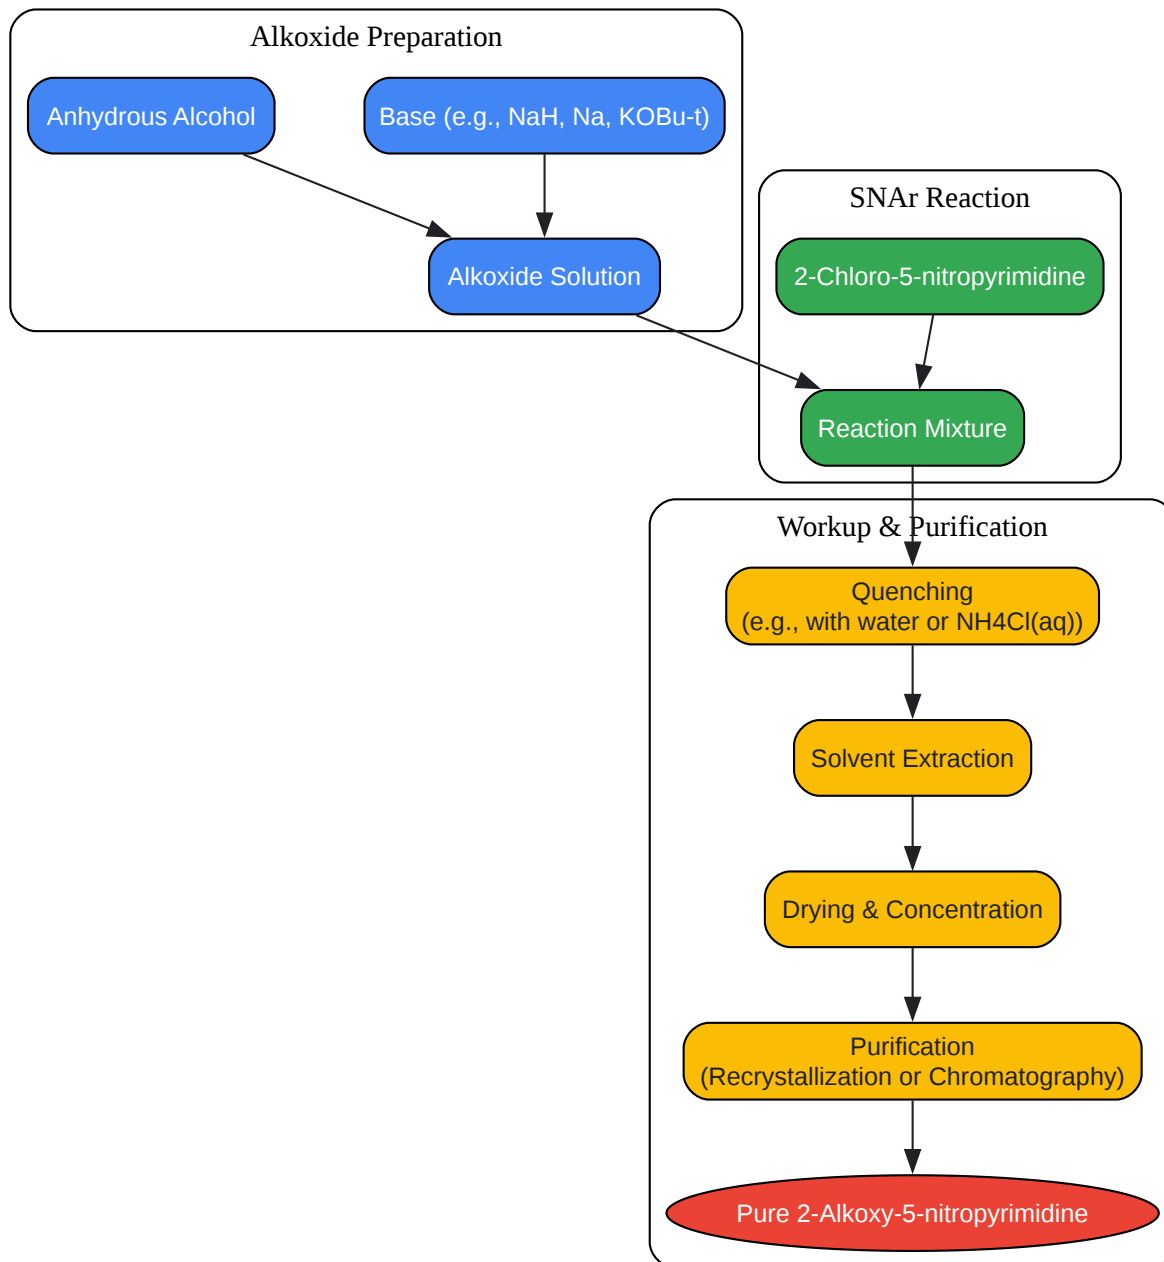 Alkoxide Preparation
Anhydrous Alcohol
Base (e.g., NaH, Na, KOBu-t)
Alkoxide Solution
SNAr Reaction
2-Chloro-5-nitropyrimidine
Reaction Mixture
Workup & Purification
Quenching
(e.g., with water or NH4Cl(aq))
Solvent Extraction
Drying & Concentration
Purification
(Recrystallization or Chromatography)
Pure 2-Alkoxy-5-nitropyrimidine